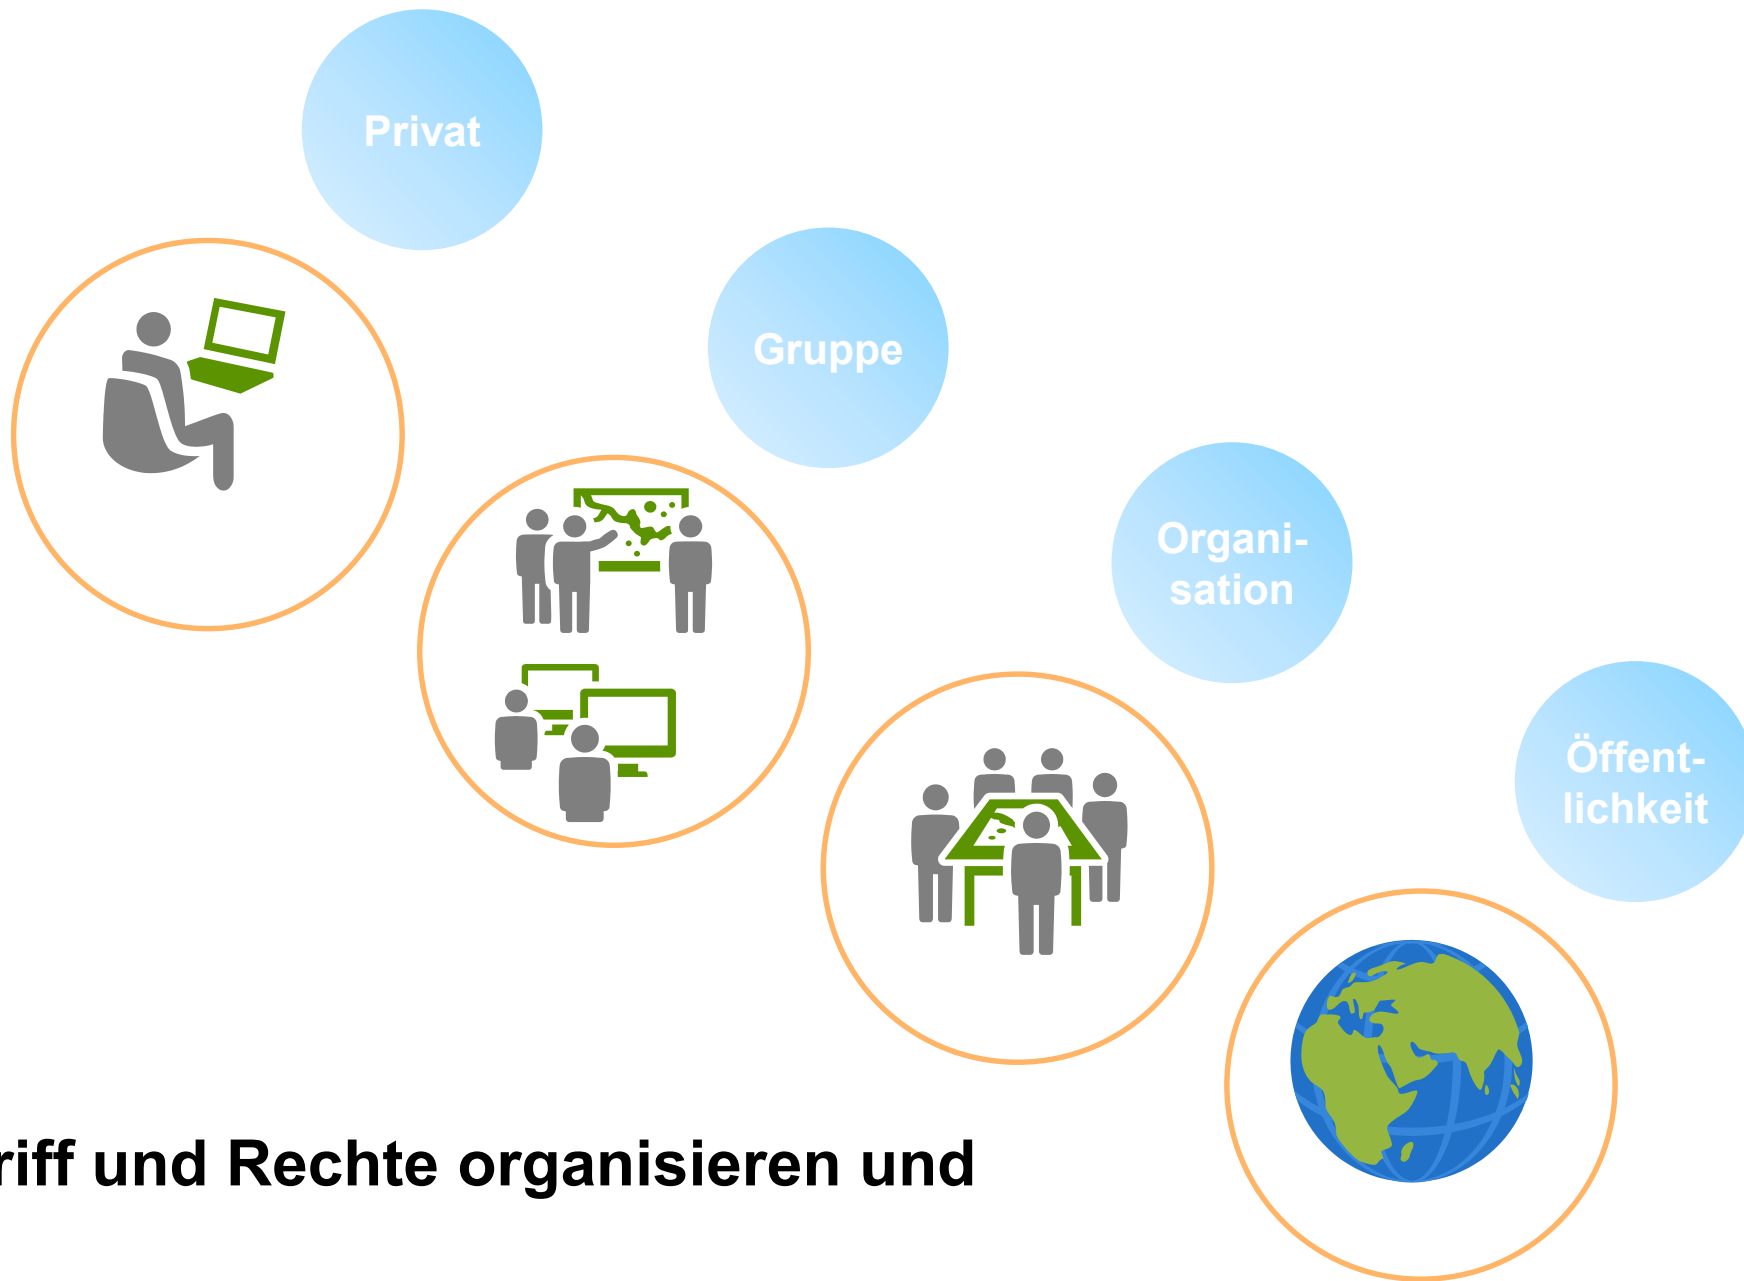 Privat
Gruppe
Organi-
sation
Öffent-
lichkeit
riff und Rechte organisieren und